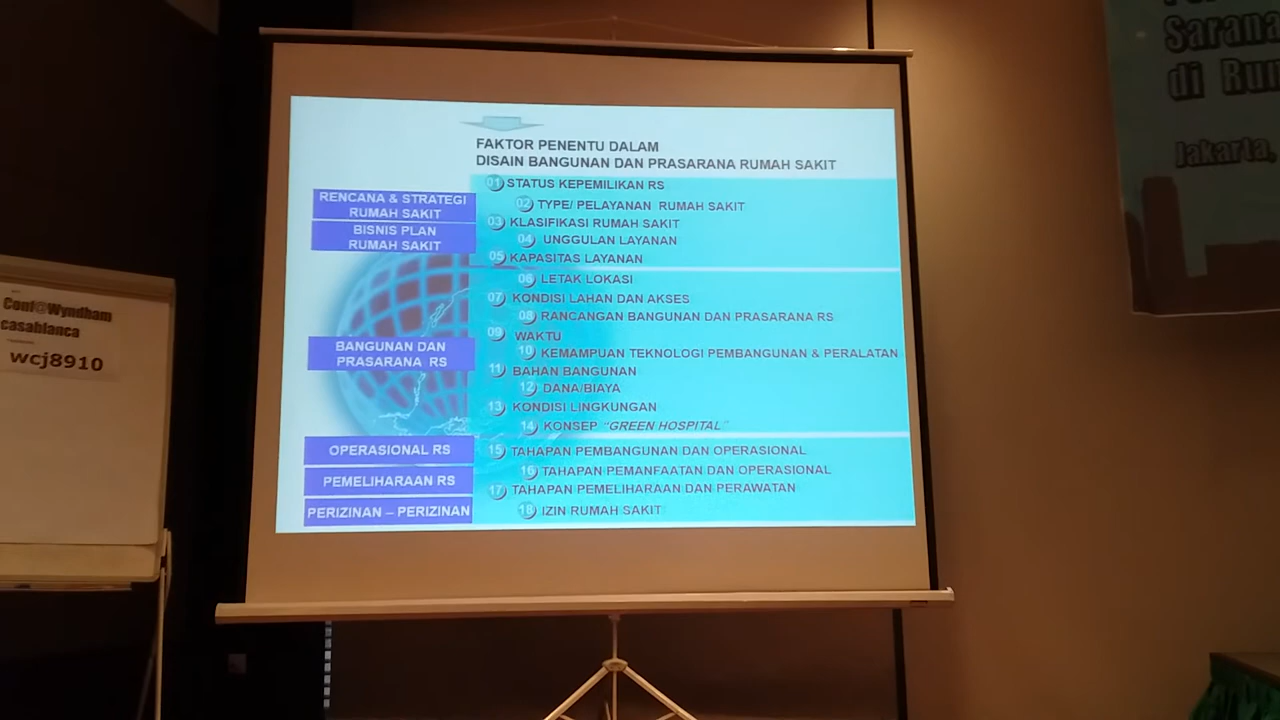 FAKTOR PENENTU DALAM
DISAIN BANGUNAN DAN PRASARANA RUMAH SAKIT
RENCANA & STRATEGI
RUMAH SAKIT
BISNIS PLAN
RUMAH SAKIT
01 STATUS KEPEMILIKAN RS
02 TYPE/ PELAYANAN RUMAH SAKIT
03 KLASIFIKASI RUMAH SAKIT
04 UNGGULAN LAYANAN
05 KAPASITAS LAYANAN
BANGUNAN DAN
PRASARANA RS
06 LETAK LOKASI
07 KONDISI LAHAN DAN AKSES
08 RANCANGAN BANGUNAN DAN PRASARANA RS
09 WAKTU
10 KEMAMPUAN TEKNOLOGI PEMBANGUNAN & PERALATAN
11 BAHAN BANGUNAN
12 DANA/BIAYA
13 KONDISI LINGKUNGAN
14 KONSEP "GREEN HOSPITAL"
OPERASIONAL RS
PEMELIHARAAN RS
PERIZINAN – PERIZINAN
15 TAHAPAN PEMBANGUNAN DAN OPERASIONAL
16 TAHAPAN PEMANFAATAN DAN OPERASIONAL
17 TAHAPAN PEMELIHARAAN DAN PERAWATAN
18 IZIN RUMAH SAKIT
Conf@Wyndham
casablanca
wcj8910
Sarana
di
Jakarta,